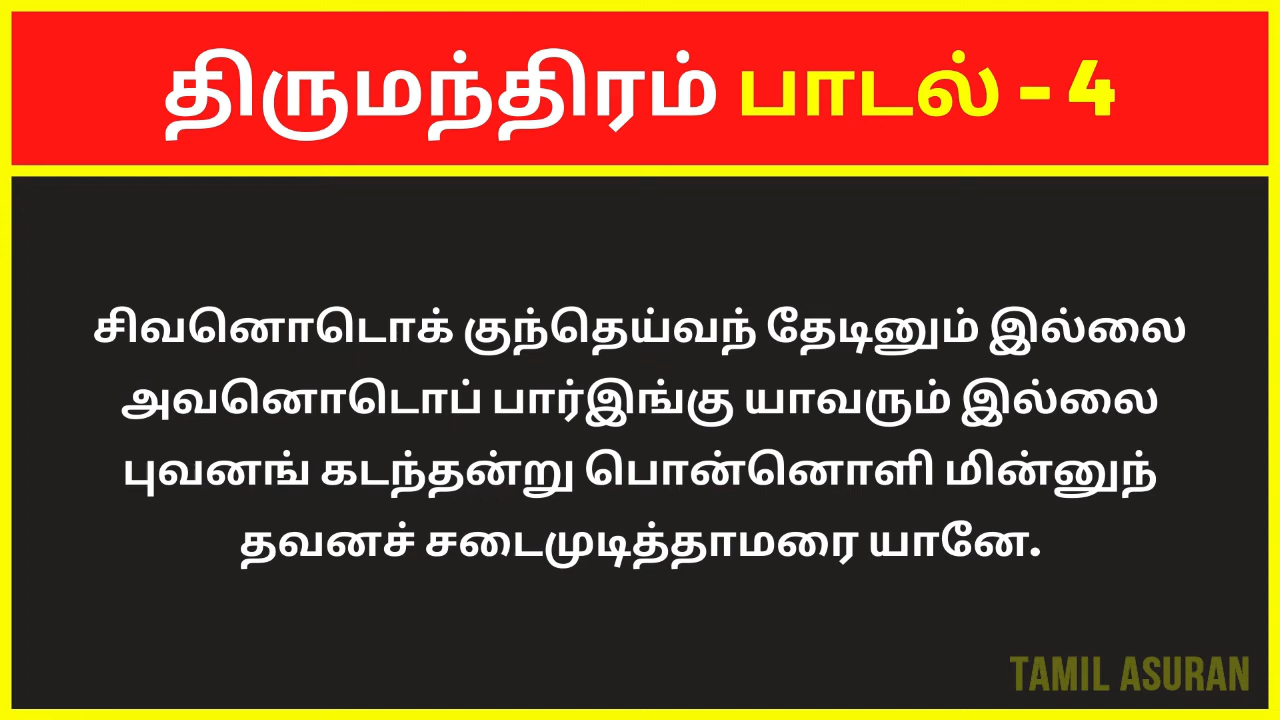 திருமந்திரம் பாடல் - 4
சிவனொடொக் குந்தெய்வந் தேடினும் இல்லை
அவனொடொப் பார்இங்கு யாவரும் இல்லை
புவனங் கடந்தன்று பொன்னொளி மின்னுந்
தவனச் சடைமுடித்தாமரை யானே.
TAMIL ASURAN